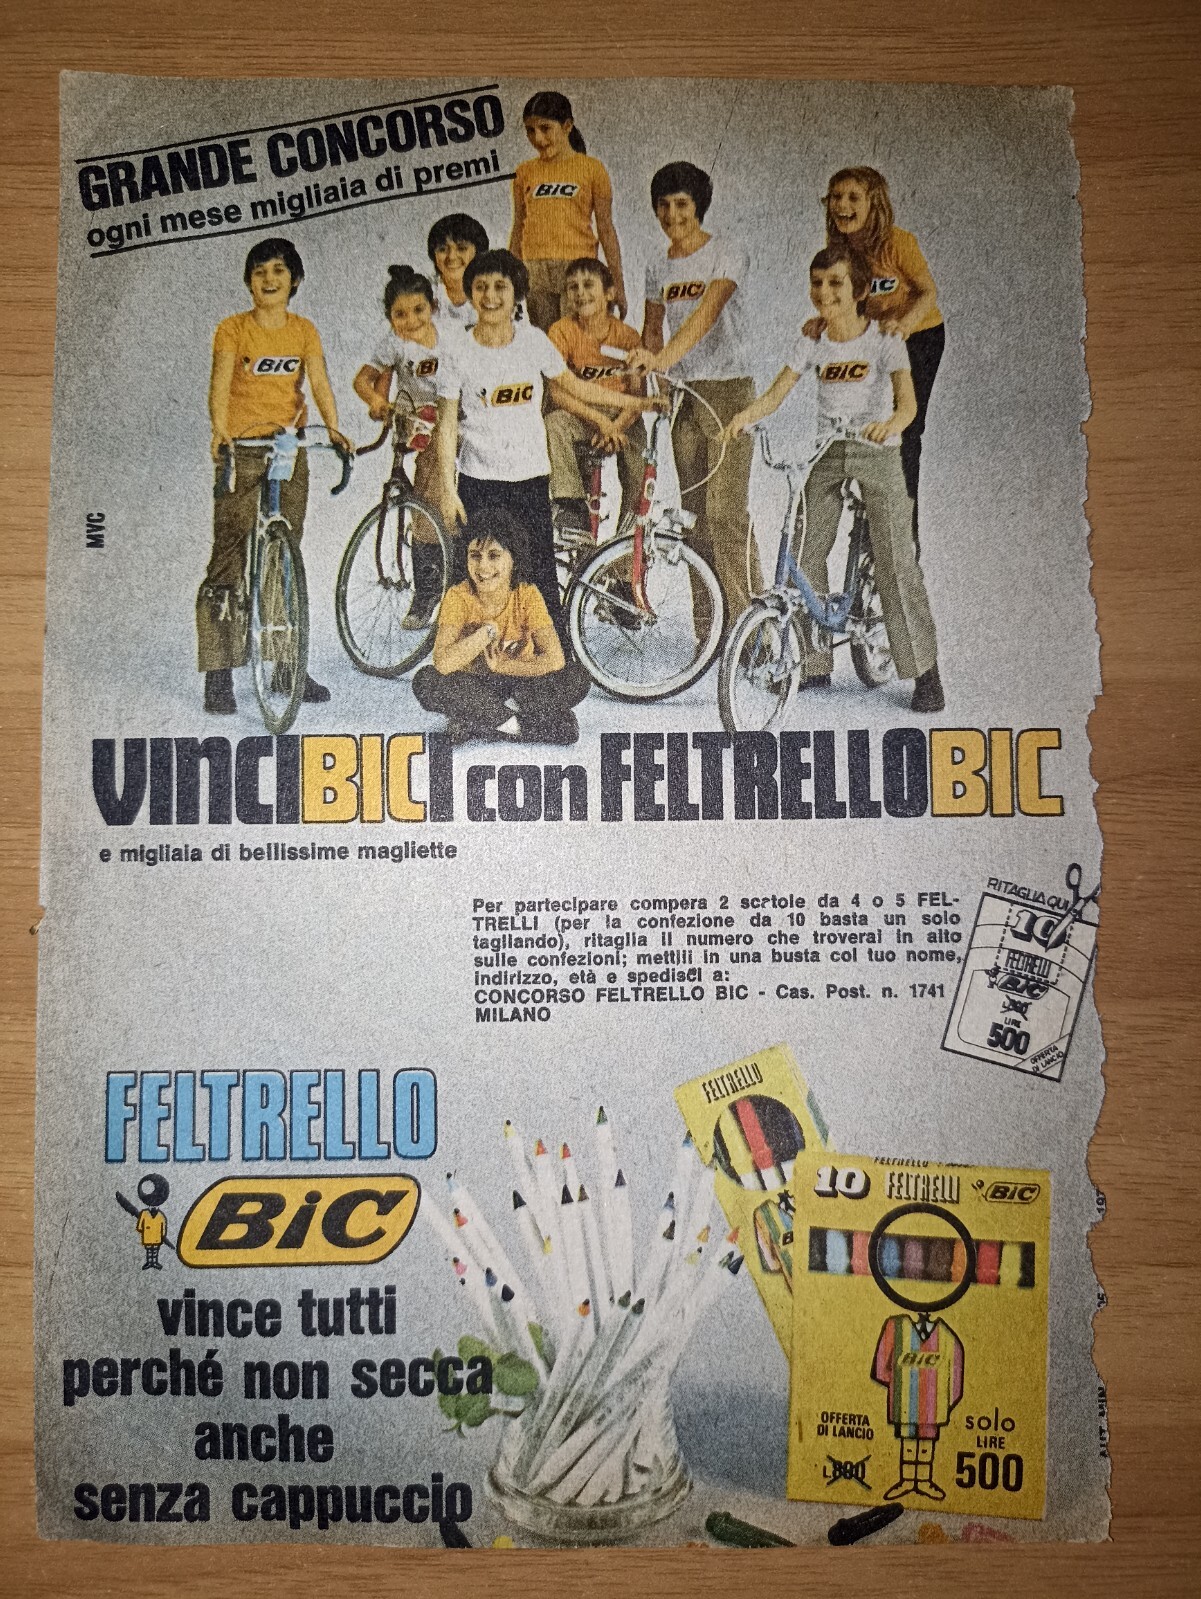 GRANDE CONCORSO
ogni mese migliaia di premi
BIC
BIC
BIC
BIC
BIC
BIC
BIC
MVC
VINCIBICI con FELTRELLOBIC
e migliaia di bellissime magliette
Per partecipare compera 2 scatole da 4 o 5 FEL-
TRELLI (per la confezione da 10 basta un solo
tagliando), ritaglia il numero che troverai in alto
sulle confezioni; mettili in una busta col tuo nome,
indirizzo, età e spedisci a:
CONCORSO FELTRELLO BIC - Cas. Post. n. 1741
MILANO
RITAGLIA QUI
10
FELTRELLI
BIC
LIRE
500
OFFERTA
DI LANCIO
FELTRELLO
BIC
vince tutti
perché non secca
anche
senza cappuccio
FELTRELLO
10 FELTRELLI BIC
BIC
OFFERTA
DI LANCIO
L.800
solo
LIRE
500
AUT. MIN.